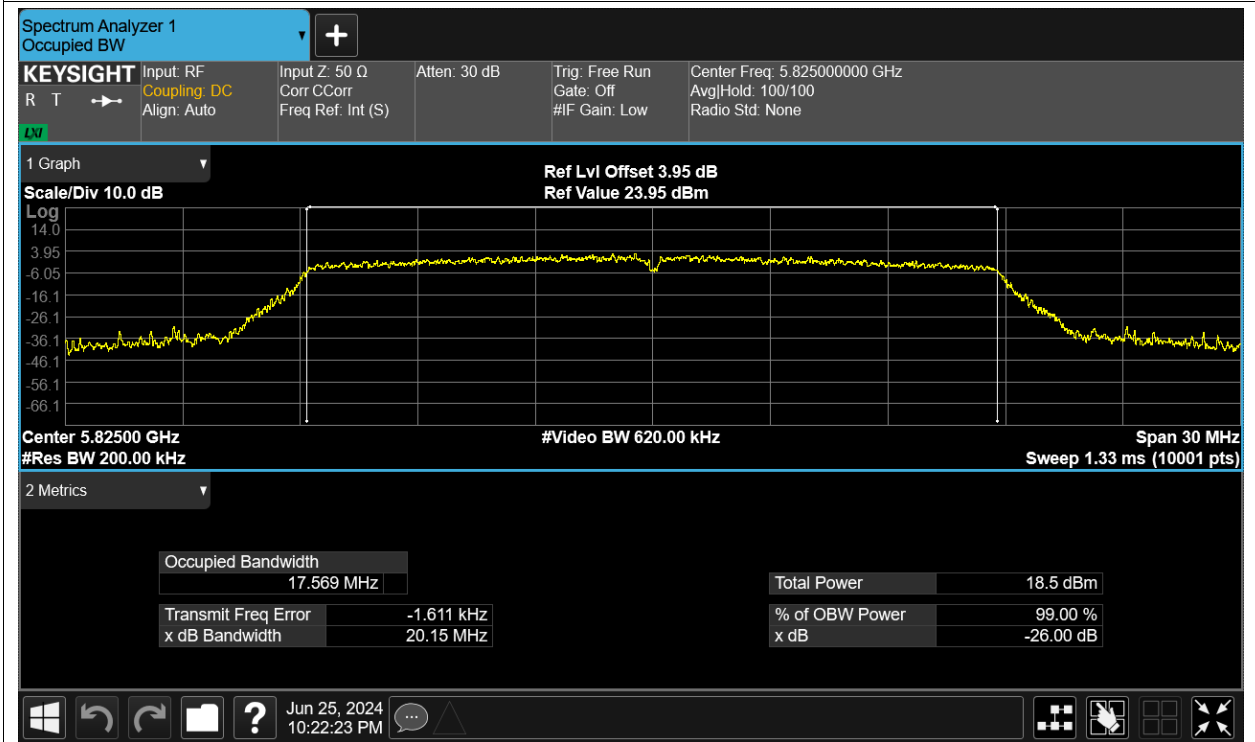 Spectrum Analyzer 1
Occupied BW
KEYSIGHT
R T
LXI
Input: RF
Coupling: DC
Align: Auto
Input Z: 50 Ω
Corr CCorr
Freq Ref: Int (S)
Atten: 30 dB
Trig: Free Run
Gate: Off
#IF Gain: Low
Center Freq: 5.825000000 GHz
Avg|Hold: 100/100
Radio Std: None
1 Graph
Scale/Div 10.0 dB
Ref Lvl Offset 3.95 dB
Ref Value 23.95 dBm
Log
14.0
3.95
-6.05
-16.1
-26.1
-36.1
-46.1
-56.1
-66.1
Center 5.82500 GHz
#Res BW 200.00 kHz
#Video BW 620.00 kHz
Span 30 MHz
Sweep 1.33 ms (10001 pts)
2 Metrics
Occupied Bandwidth
17.569 MHz
Transmit Freq Error -1.611 kHz
x dB Bandwidth 20.15 MHz
Total Power 18.5 dBm
% of OBW Power 99.00 %
x dB -26.00 dB
?
Jun 25, 2024
10:22:23 PM